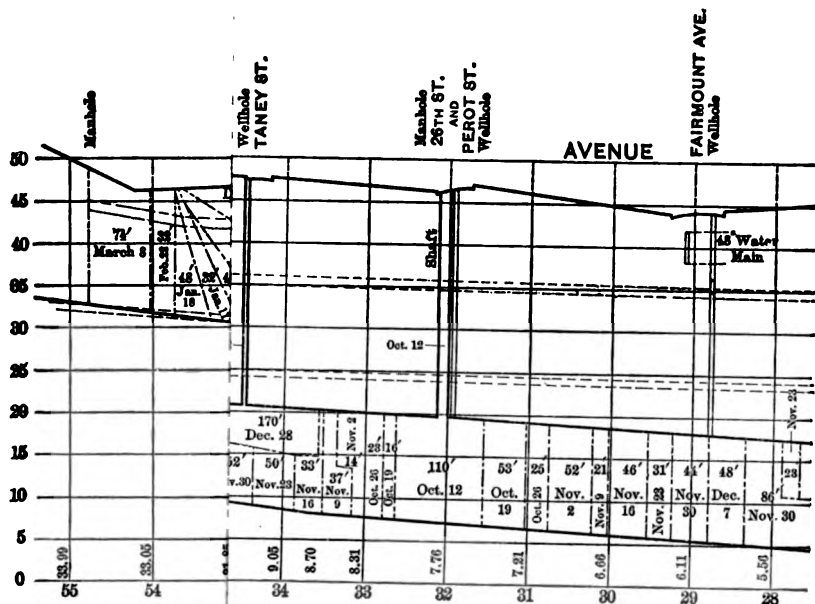 Manhole
Wellhole
TANEY ST.
Manhole
26TH ST.
AND
PEROT ST.
Wellhole
AVENUE
FAIRMOUNT AVE.
Wellhole
50
45
40
35
30
25
20
15
10
5
0
74′
March 8
Feb. 22
48′
Jan.
18
32′
Shaft
48" Water
Main
Oct. 12
Nov. 23
170′
Dec. 28
Nov. 2
14′
23′
16′
52′
50′
Nov. 23
33′
Nov.
16
37′
Nov.
9
Oct. 26
Oct. 19
110′
Oct. 12
53′
Oct.
19
25′
Oct. 26
52′
Nov.
2
21′
Nov. 9
46′
Nov.
16
31′
Nov. 23
44′
Nov.
30
48′
Dec.
7
86′
Nov. 30
23
33.99
33.05
9.05
8.70
8.31
7.76
7.21
6.66
6.11
5.56
55
54
34
33
32
31
30
29
28